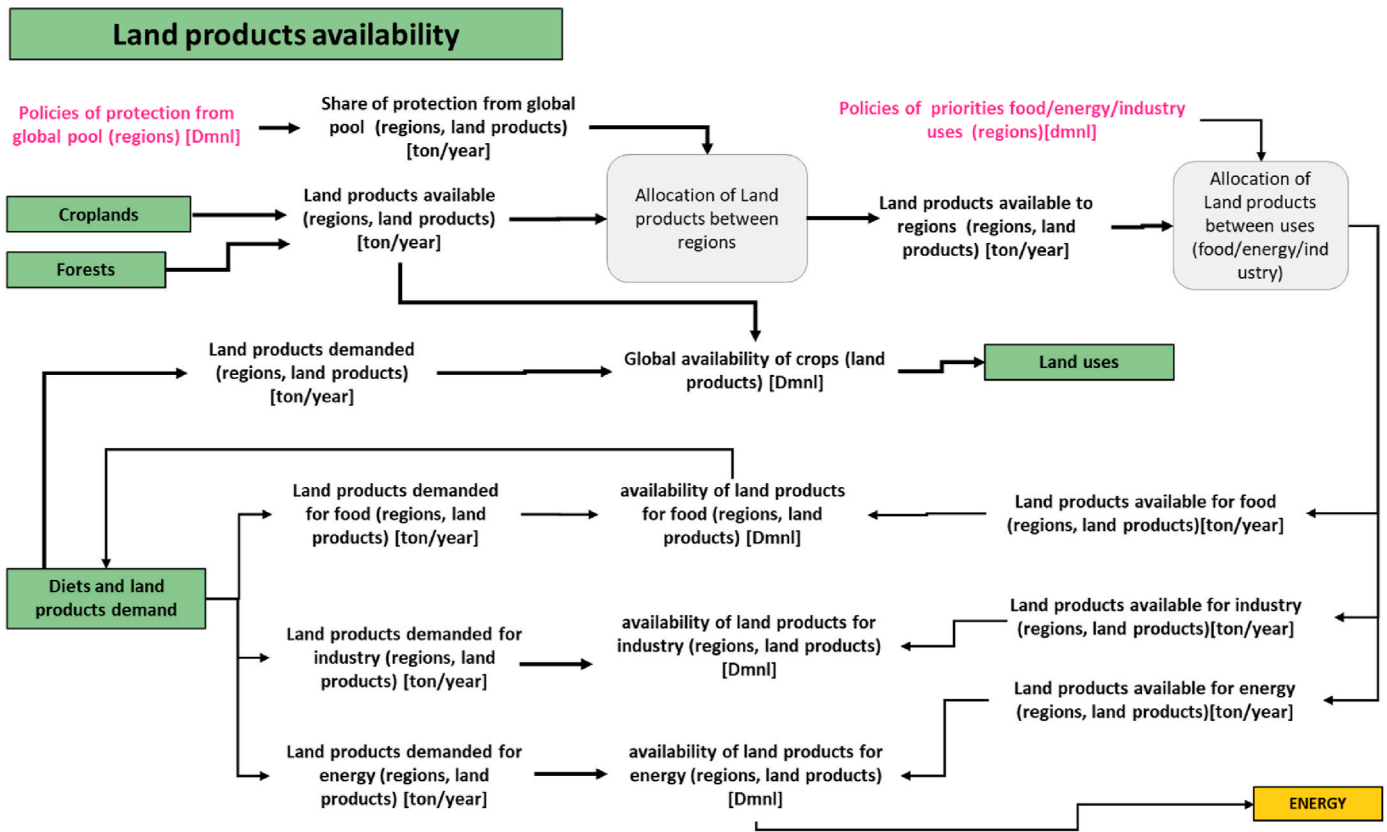 Land products availability
Policies of protection from
global pool (regions) [Dmnl]
Share of protection from global
pool (regions, land products)
[ton/year]
Policies of priorities food/energy/industry
uses (regions)[dmnl]
Croplands
Forests
Land products available
(regions, land products)
[ton/year]
Allocation of Land
products between
regions
Land products available to
regions (regions, land
products) [ton/year]
Allocation of
Land products
between uses
(food/energy/ind
ustry)
Land products demanded
(regions, land products)
[ton/year]
Global availability of crops (land
products) [Dmnl]
Land uses
Land products demanded
for food (regions, land
products) [ton/year]
availability of land products
for food (regions, land
products) [Dmnl]
Land products available for food
(regions, land products)[ton/year]
Diets and land
products demand
Land products demanded for
industry (regions, land
products) [ton/year]
availability of land products for
industry (regions, land products)
[Dmnl]
Land products available for industry
(regions, land products)[ton/year]
Land products available for energy
(regions, land products)[ton/year]
Land products demanded for
energy (regions, land
products) [ton/year]
availability of land products for
energy (regions, land products)
[Dmnl]
ENERGY